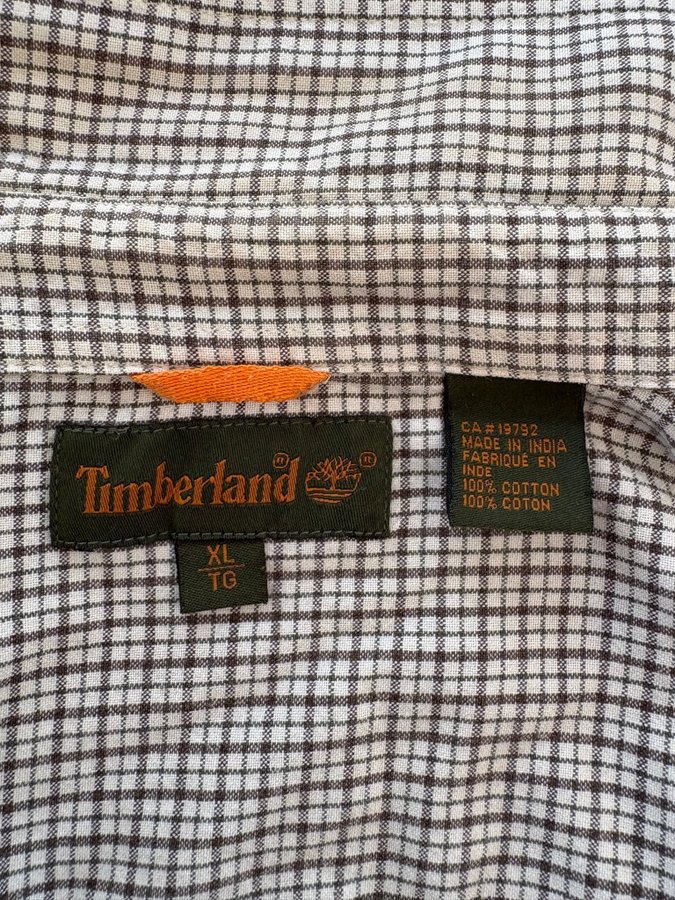 Timberland® ®
XL
TG
CA#19792
MADE IN INDIA
FABRIQUÉ EN
INDE
100% COTTON
100% COTON